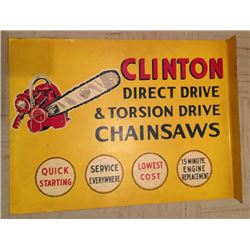 CLINTON
DIRECT DRIVE
& TORSION DRIVE
CHAINSAWS
QUICK
STARTING
SERVICE
EVERYWHERE
LOWEST
COST
15 MINUTE
ENGINE
REPLACEMENT